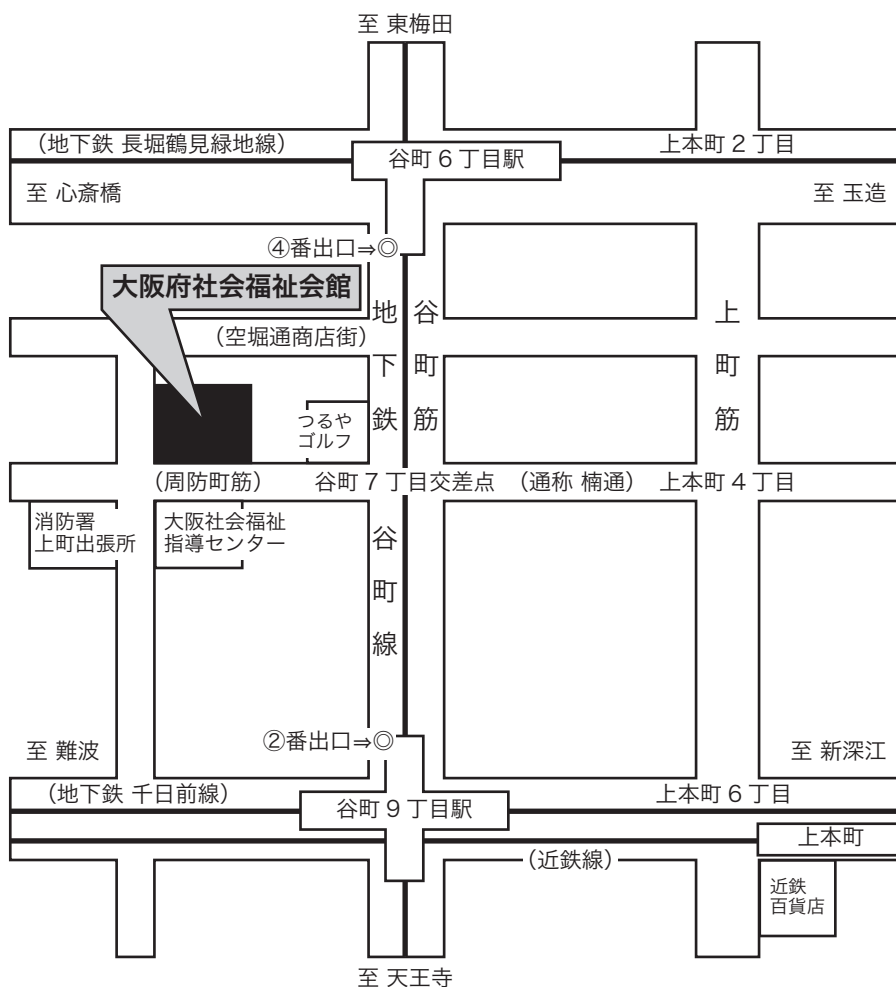 至 東梅田
（地下鉄 長堀鶴見緑地線）
谷町６丁目駅
上本町２丁目
至 心斎橋
至 玉造
④番出口⇒◎
大阪府社会福祉会館
（空堀通商店街）
地下鉄
谷町筋
上町筋
つるや
ゴルフ
（周防町筋）
谷町７丁目交差点
（通称 楠通）
上本町４丁目
消防署
上町出張所
大阪社会福祉
指導センター
谷町線
②番出口⇒◎
至 難波
至 新深江
（地下鉄 千日前線）
谷町９丁目駅
上本町６丁目
上本町
（近鉄線）
近鉄
百貨店
至 天王寺